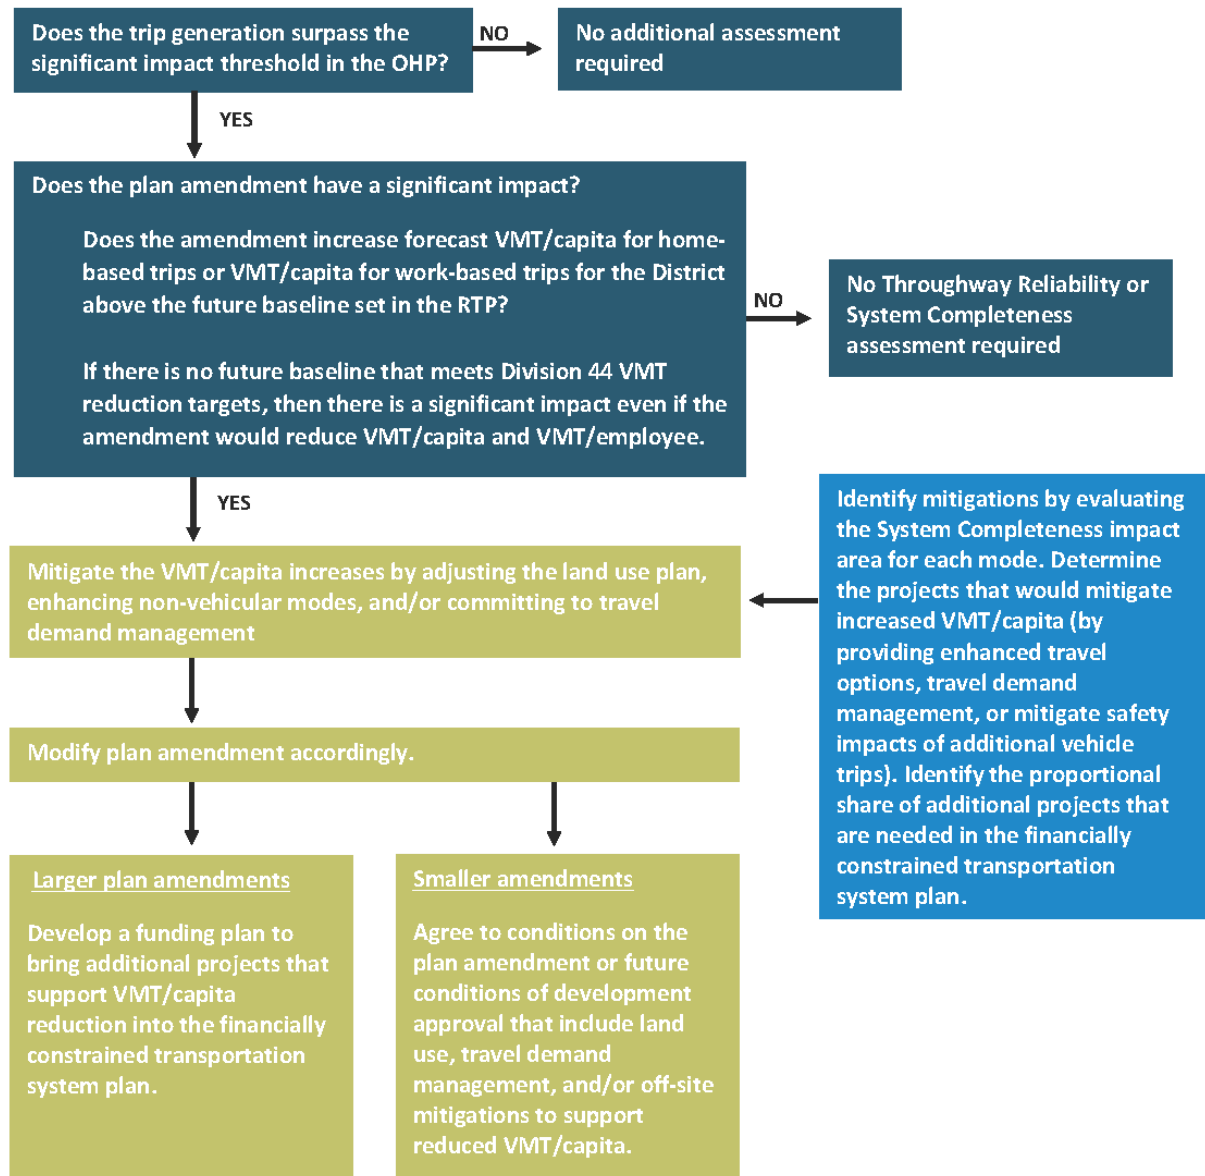 Does the trip generation surpass the
significant impact threshold in the OHP?
NO
No additional assessment
required
YES
Does the plan amendment have a significant impact?
Does the amendment increase forecast VMT/capita for home-
based trips or VMT/capita for work-based trips for the District
above the future baseline set in the RTP?
If there is no future baseline that meets Division 44 VMT
reduction targets, then there is a significant impact even if the
amendment would reduce VMT/capita and VMT/employee.
NO
No Throughway Reliability or
System Completeness
assessment required
YES
Mitigate the VMT/capita increases by adjusting the land use plan,
enhancing non-vehicular modes, and/or committing to travel
demand management
Identify mitigations by evaluating
the System Completeness impact
area for each mode. Determine
the projects that would mitigate
increased VMT/capita (by
providing enhanced travel
options, travel demand
management, or mitigate safety
impacts of additional vehicle
trips). Identify the proportional
share of additional projects that
are needed in the financially
constrained transportation
system plan.
Modify plan amendment accordingly.
Larger plan amendments
Develop a funding plan to
bring additional projects that
support VMT/capita
reduction into the financially
constrained transportation
system plan.
Smaller amendments
Agree to conditions on the
plan amendment or future
conditions of development
approval that include land
use, travel demand
management, and/or off-site
mitigations to support
reduced VMT/capita.